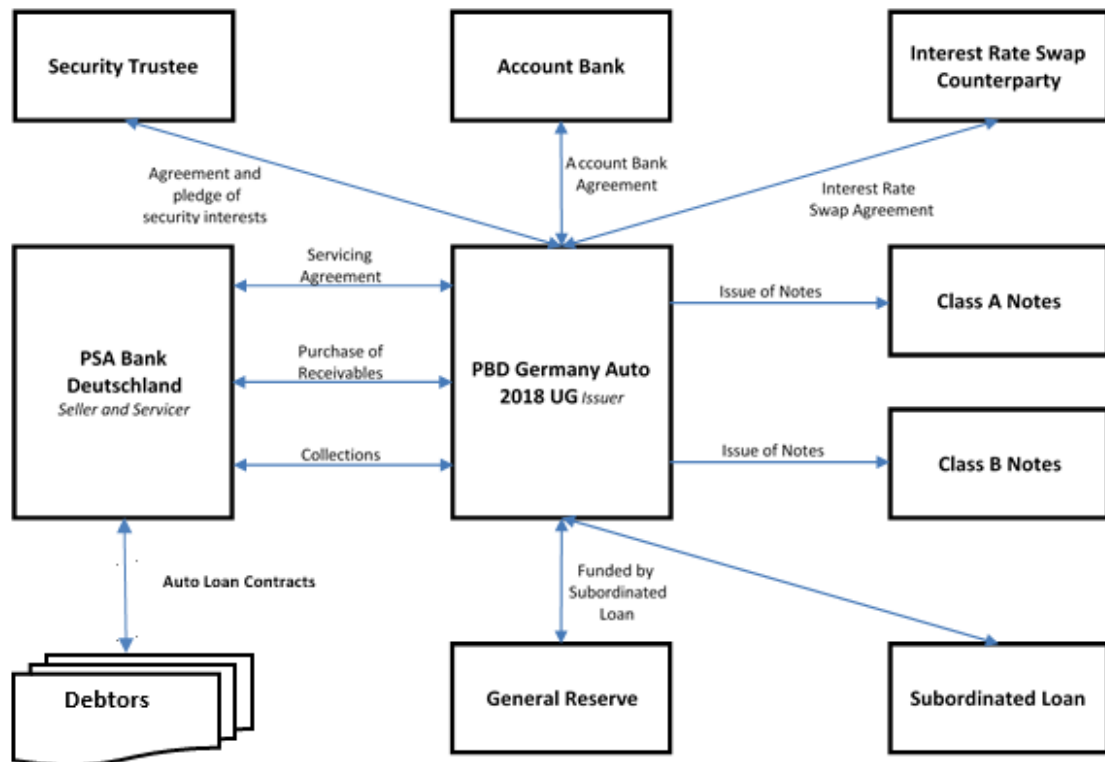 Security Trustee
Account Bank
Interest Rate Swap
Counterparty
Agreement and
pledge of
security interests
Account Bank
Agreement
Interest Rate
Swap Agreement
PSA Bank
Deutschland
Seller and Servicer
Servicing
Agreement
Purchase of
Receivables
Collections
PBD Germany Auto
2018 UG Issuer
Issue of Notes
Class A Notes
Issue of Notes
Class B Notes
Auto Loan Contracts
Funded by
Subordinated
Loan
Debtors
General Reserve
Subordinated Loan